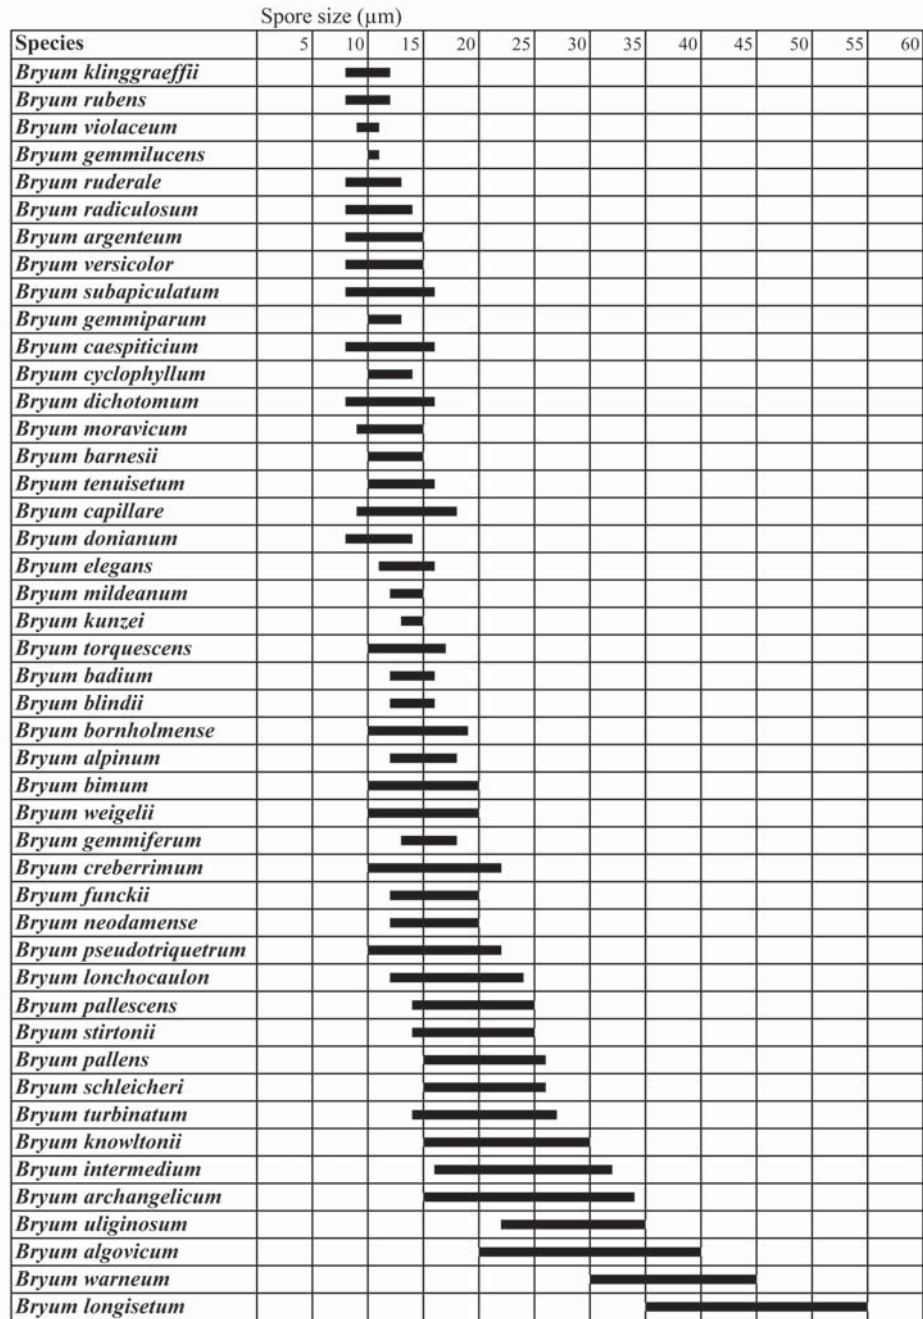 Spore size (µm)
Species 5 10 15 20 25 30 35 40 45 50 55 60
Bryum klinggraeffii
Bryum rubens
Bryum violaceum
Bryum gemmilucens
Bryum ruderale
Bryum radiculosum
Bryum argenteum
Bryum versicolor
Bryum subapiculatum
Bryum gemmiparum
Bryum caespiticium
Bryum cyclophyllum
Bryum dichotomum
Bryum moravicum
Bryum barnesii
Bryum tenuisetum
Bryum capillare
Bryum donianum
Bryum elegans
Bryum mildeanum
Bryum kunzei
Bryum torquescens
Bryum badium
Bryum blindii
Bryum bornholmense
Bryum alpinum
Bryum bimum
Bryum weigelii
Bryum gemmiferum
Bryum creberrimum
Bryum funckii
Bryum neodamense
Bryum pseudotriquetrum
Bryum lonchocaulon
Bryum pallescens
Bryum stirtonii
Bryum pallens
Bryum schleicheri
Bryum turbinatum
Bryum knowltonii
Bryum intermedium
Bryum archangelicum
Bryum uliginosum
Bryum algovicum
Bryum warneum
Bryum longisetum